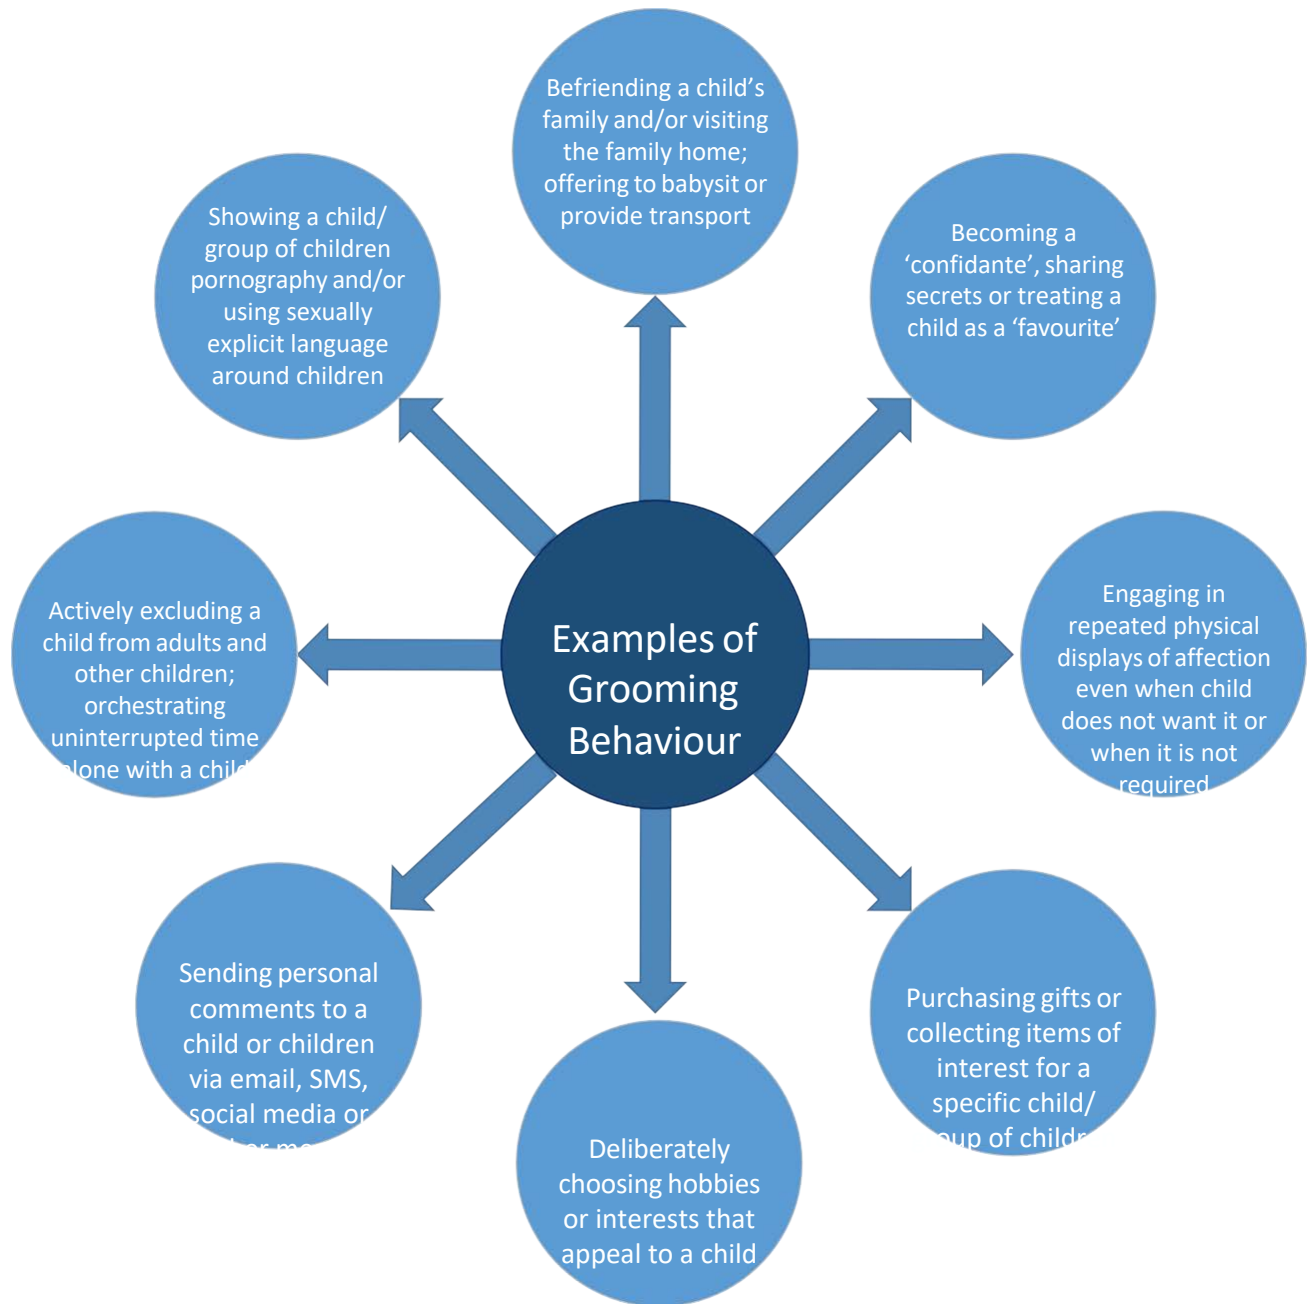 Befriending a child’s
family and/or visiting
the family home;
offering to babysit or
provide transport
Becoming a
‘confidante’, sharing
secrets or treating a
child as a ‘favourite’
Engaging in
repeated physical
displays of affection
even when child
does not want it or
when it is not
required
Purchasing gifts or
collecting items of
interest for a
specific child/
group of children
Deliberately
choosing hobbies
or interests that
appeal to a child
Sending personal
comments to a
child or children
via email, SMS,
social media or
Actively excluding a
child from adults and
other children;
orchestrating
uninterrupted time
alone with a child
Showing a child/
group of children
pornography and/or
using sexually
explicit language
around children
Examples of
Grooming
Behaviour